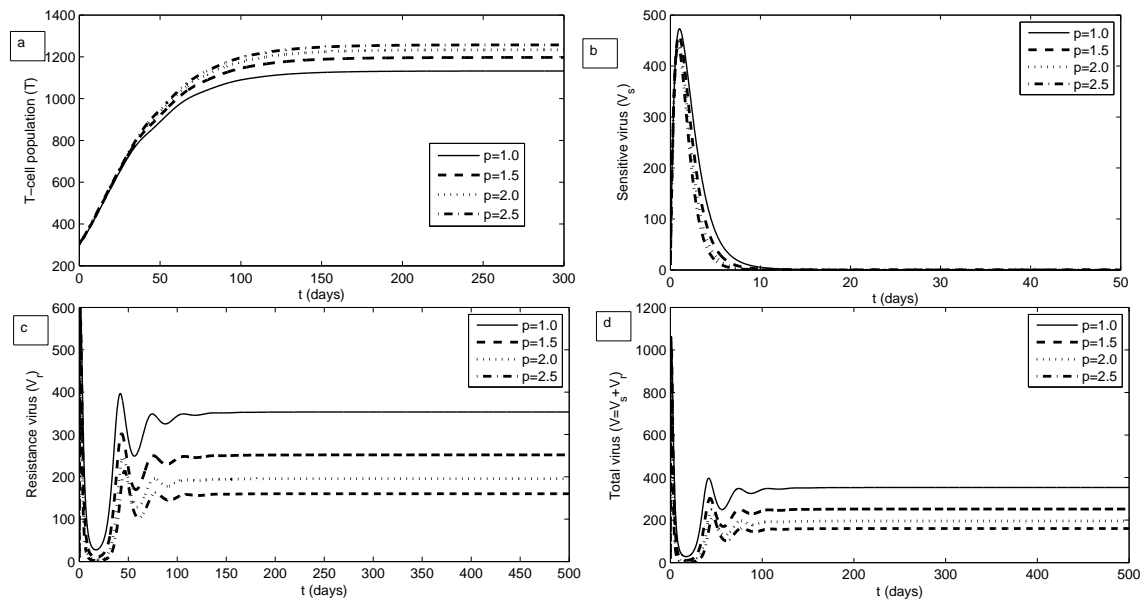 a
T-cell population (T)
1400
1200
1000
800
600
400
200
0 50 100 150 200 250 300
t (days)
p=1.0
p=1.5
p=2.0
p=2.5
b
Sensitive virus (Vs)
500
400
300
200
100
0
0 10 20 30 40 50
t (days)
p=1.0
p=1.5
p=2.0
p=2.5
c
Resistance virus (Vr)
600
500
400
300
200
100
0
0 50 100 150 200 250 300 350 400 450 500
t (days)
p=1.0
p=1.5
p=2.0
p=2.5
d
Total virus (V=Vs+Vr)
1200
1000
800
600
400
200
0
0 100 200 300 400 500
t (days)
p=1.0
p=1.5
p=2.0
p=2.5